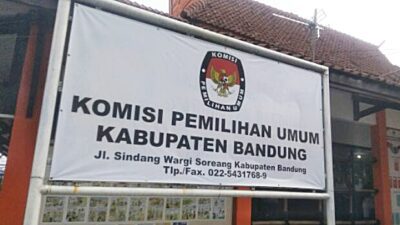 KOMISI
PEMILIHAN UMUM
KOMISI PEMILIHAN UMUM
KABUPATEN BANDUNG
Jl. Sindang Wargi Soreang Kabupaten Bandung
Tlp./Fax. 022-5431768-9